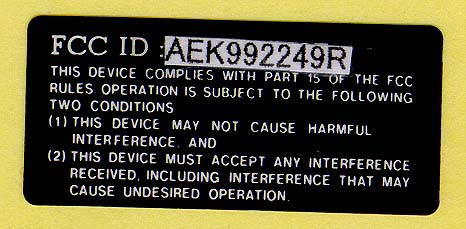 FCC ID : AEK992249R
THIS DEVICE COMPLIES WITH PART 15 OF THE FCC
RULES OPERATION IS SUBJECT TO THE FOLLOWING
TWO CONDITIONS
(1) THIS DEVICE MAY NOT CAUSE HARMFUL
INTERFERENCE, AND
(2) THIS DEVICE MUST ACCEPT ANY INTERFERENCE
RECEIVED, INCLUDING INTERFERENCE THAT MAY
CAUSE UNDESIRED OPERATION.